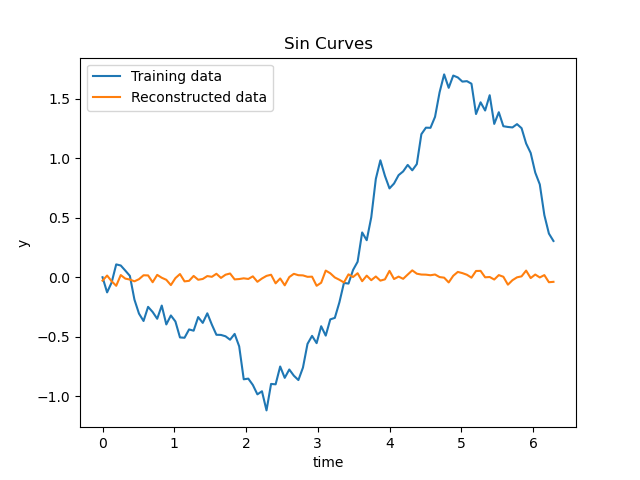 Sin Curves
Training data
Reconstructed data
1.5
1.0
0.5
0.0
−0.5
−1.0
y
0 1 2 3 4 5 6
time